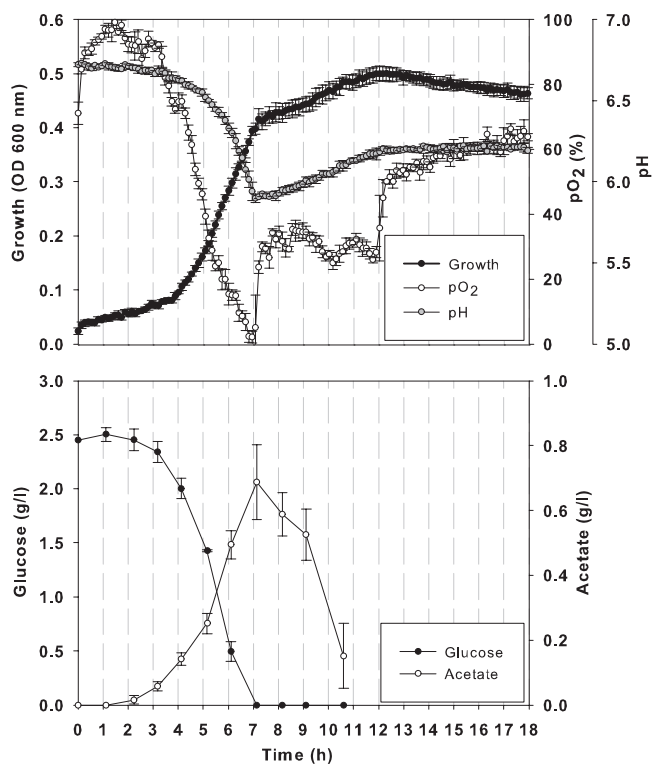 Growth (OD 600 nm)
0.6
0.5
0.4
0.3
0.2
0.1
0.0
100
80
60
40
20
0
pO2 (%)
7.0
6.5
6.0
5.5
5.0
pH
Growth
pO2
pH
Glucose (g/l)
3.0
2.5
2.0
1.5
1.0
0.5
0.0
1.0
0.8
0.6
0.4
0.2
0.0
Acetate (g/l)
Glucose
Acetate
0 1 2 3 4 5 6 7 8 9 10 11 12 13 14 15 16 17 18
Time (h)